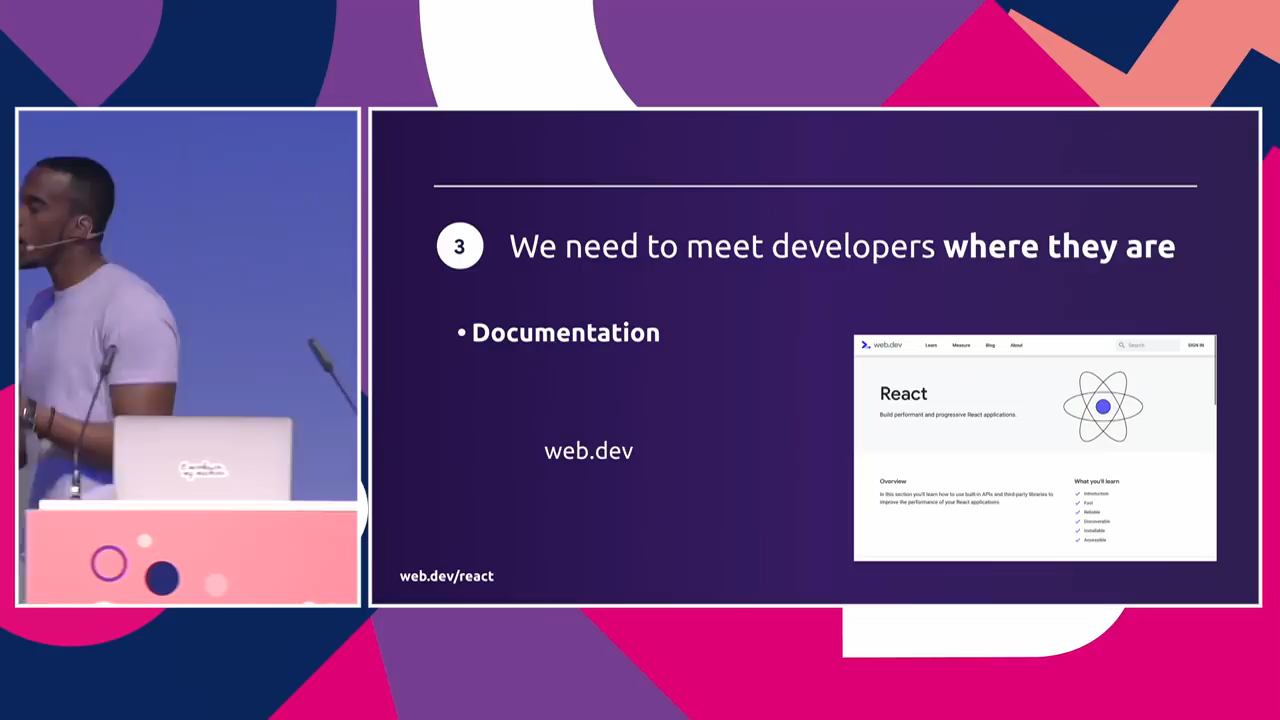 3 We need to meet developers where they are
• Documentation
web.dev
web.dev/react
web.dev Learn Measure Blog About Search SIGN IN
React
Build performant and progressive React applications.
Overview
In this section you'll learn how to use built-in APIs and third-party libraries to
improve the performance of your React applications.
What you'll learn
Introduction
Fast
Reliable
Discoverable
Installable
Accessible